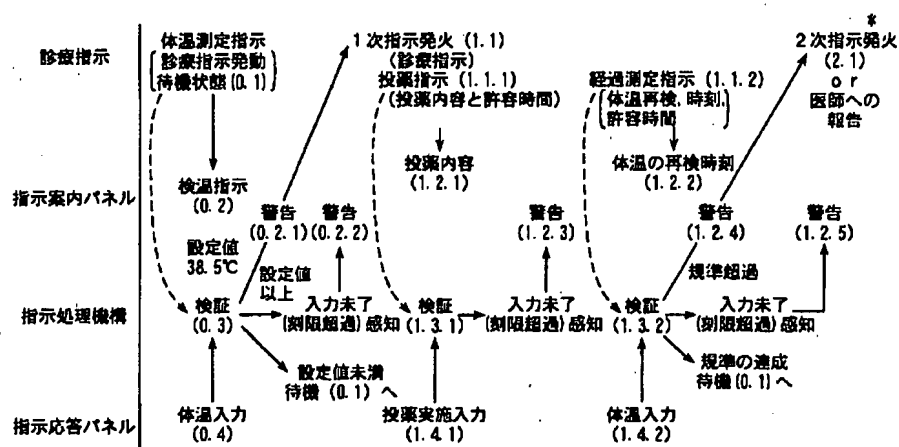 診療指示
体温測定指示
診療指示発動
待機状態(0.1)
1次指示発火 (1.1)
(診療指示)
投薬指示 (1.1.1)
(投薬内容と許容時間)
経過測定指示 (1.1.2)
体温再検,時刻,
許容時間
*
2次指示発火
(2.1)
or
医師への
報告
指示案内パネル
検温指示
(0.2)
投薬内容
(1.2.1)
体温の再検時刻
(1.2.2)
警告
(0.2.1)
警告
(0.2.2)
警告
(1.2.3)
警告
(1.2.4)
警告
(1.2.5)
設定値
38.5℃
設定値
以上
規準超過
指示処理機構
検証
(0.3)
入力未了
(刻限超過)感知
検証
(1.3.1)
入力未了
(刻限超過)感知
検証
(1.3.2)
入力未了
(刻限超過)感知
設定値未満
待機 (0.1) へ
規準の達成
待機(0.1)へ
指示応答パネル
体温入力
(0.4)
投薬実施入力
(1.4.1)
体温入力
(1.4.2)